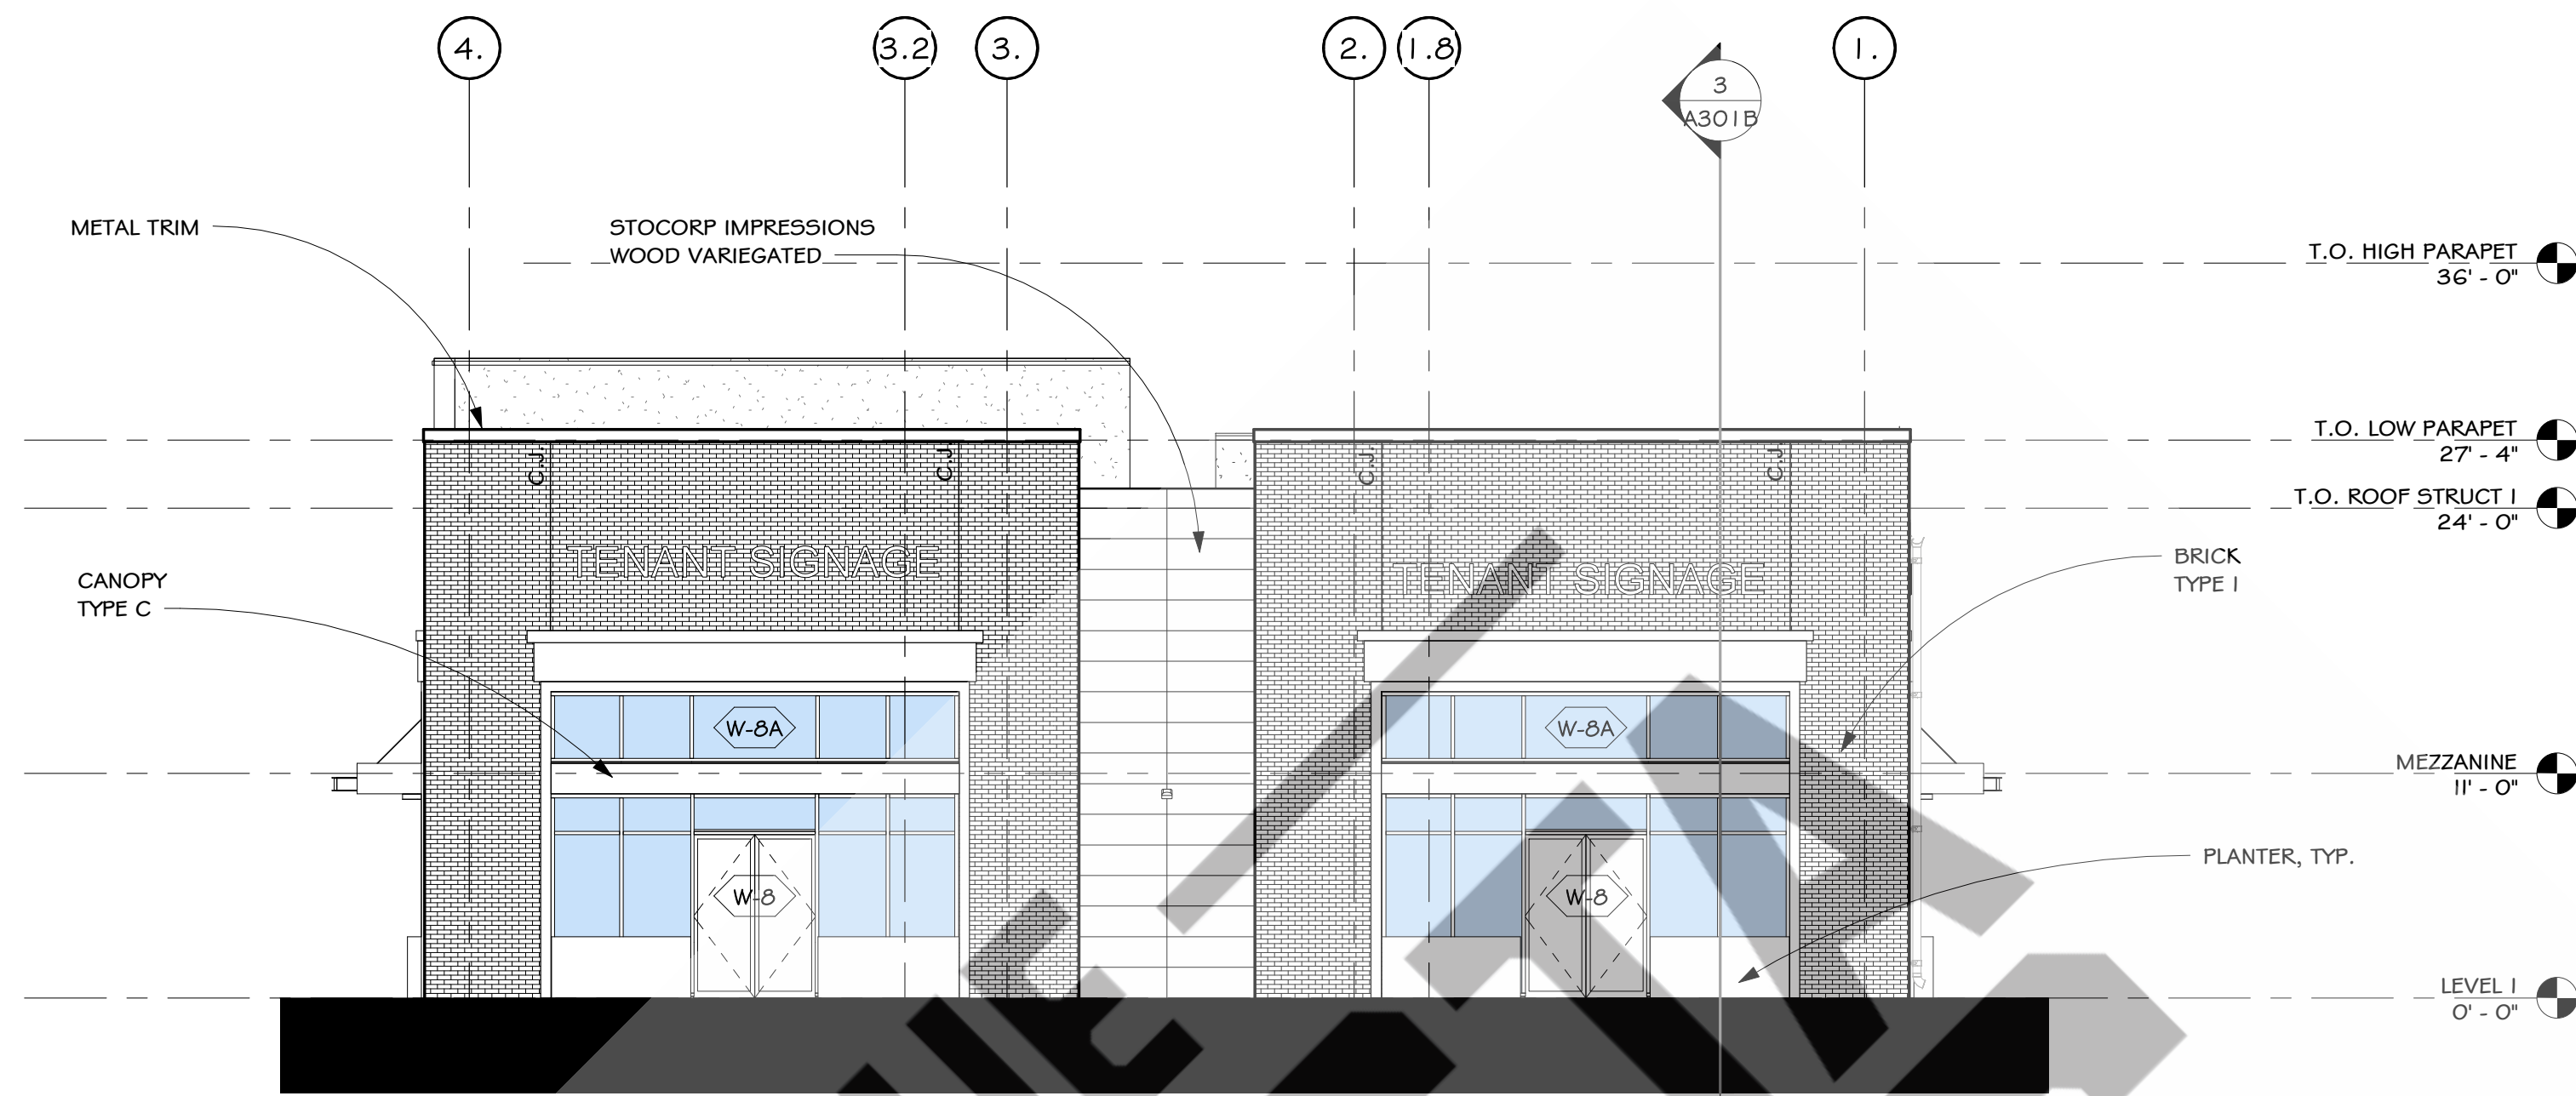 4.
3.2
3.
2.
1.8
1.
3
A301B
METAL TRIM
STOCORP IMPRESSIONS
WOOD VARIEGATED
T.O. HIGH PARAPET
36' - 0"
T.O. LOW PARAPET
27' - 4"
T.O. ROOF STRUCT 1
24' - 0"
C.J.
C.J.
C.J.
C.J.
TENANT SIGNAGE
TENANT SIGNAGE
CANOPY
TYPE C
BRICK
TYPE 1
W-8A
W-8A
MEZZANINE
11' - 0"
PLANTER, TYP.
W-8
W-8
LEVEL 1
0' - 0"